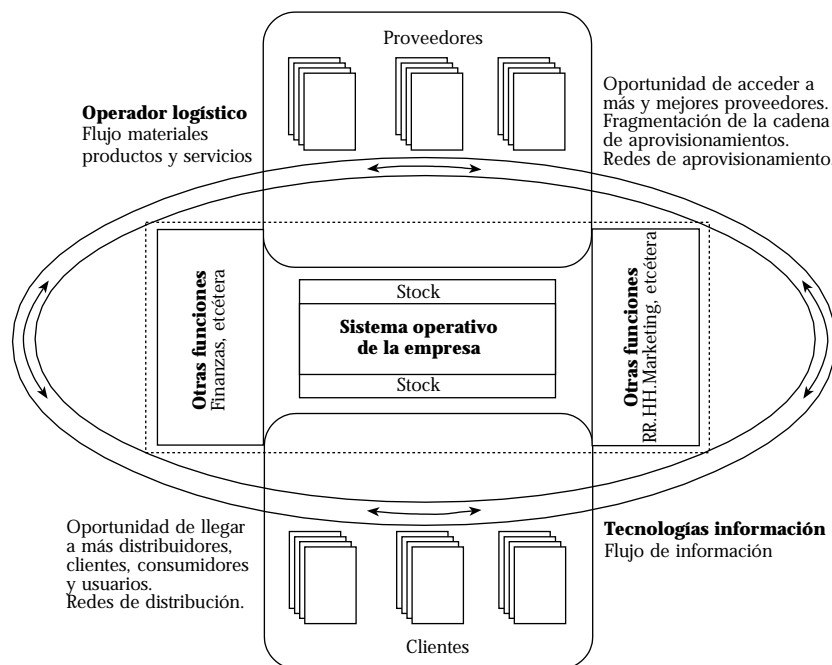 Proveedores
Operador logístico
Flujo materiales
productos y servicios
Oportunidad de acceder a
más y mejores proveedores.
Fragmentación de la cadena
de aprovisionamientos.
Redes de aprovisionamiento.
Otras funciones
Finanzas, etcétera
Stock
Sistema operativo
de la empresa
Stock
Otras funciones
RR.HH.Marketing, etcétera
Oportunidad de llegar
a más distribuidores,
clientes, consumidores
y usuarios.
Redes de distribución.
Tecnologías información
Flujo de información
Clientes